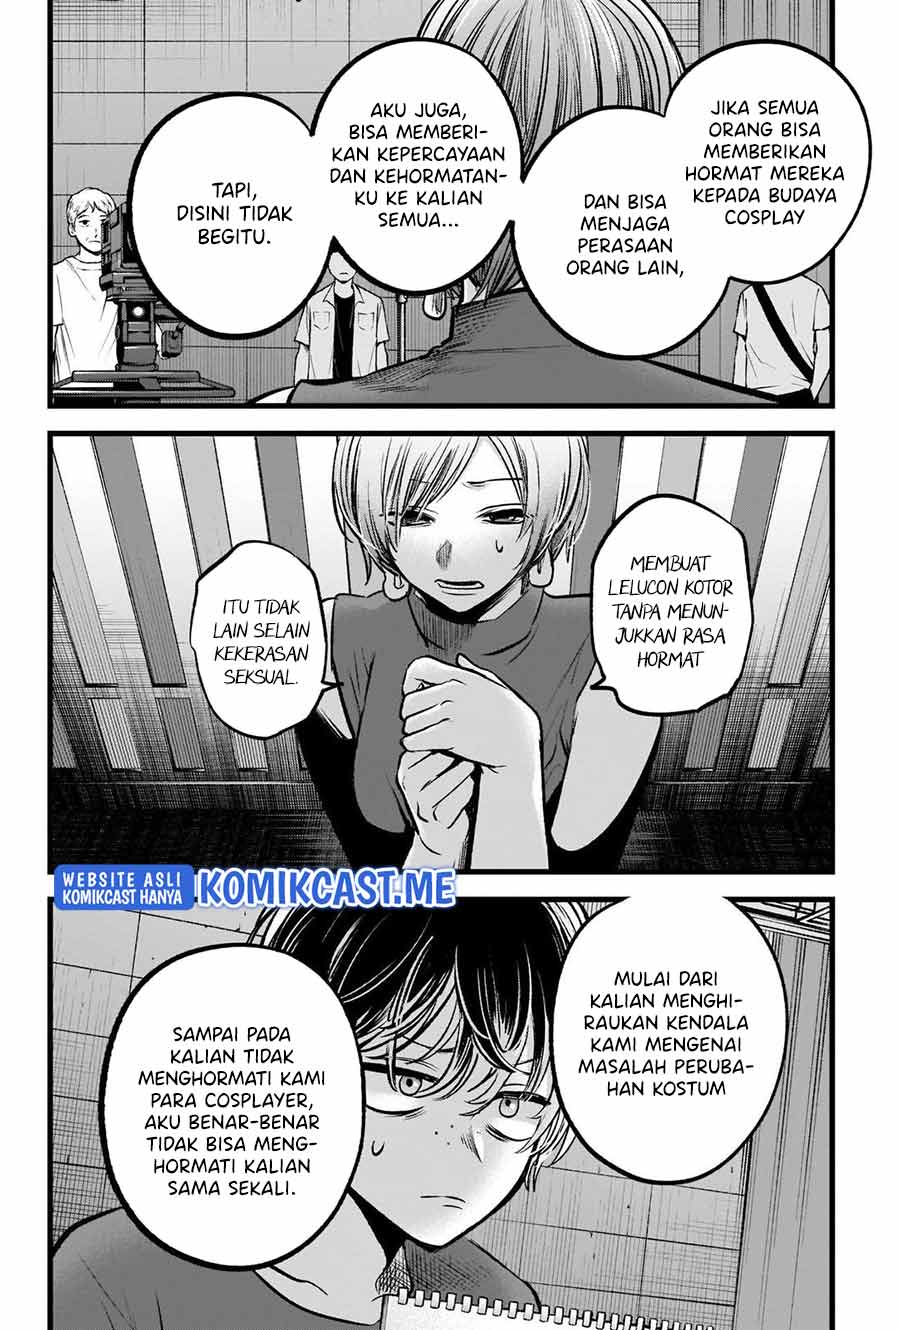 JIKA SEMUA
ORANG BISA
MEMBERIKAN
HORMAT MEREKA
KEPADA BUDAYA
COSPLAY
DAN BISA
MENJAGA
PERASAAN
ORANG LAIN,
AKU JUGA,
BISA MEMBERI-
KAN KEPERCAYAAN
DAN KEHORMATAN-
KU KE KALIAN
SEMUA...
TAPI,
DISINI TIDAK
BEGITU.
MEMBUAT
LELUCON KOTOR
TANPA MENUN-
JUKKAN RASA
HORMAT
ITU TIDAK
LAIN SELAIN
KEKERASAN
SEKSUAL.
WEBSITE ASLI
KOMIKCAST HANYA
KOMIKCAST.ME
MULAI DARI
KALIAN MENGHI-
RAUKAN KENDALA
KAMI MENGENAI
MASALAH PERUBA-
HAN KOSTUM
SAMPAI PADA
KALIAN TIDAK
MENGHORMATI KAMI
PARA COSPLAYER,
AKU BENAR-BENAR
TIDAK BISA MENG-
HORMATI KALIAN
SAMA SEKALI.